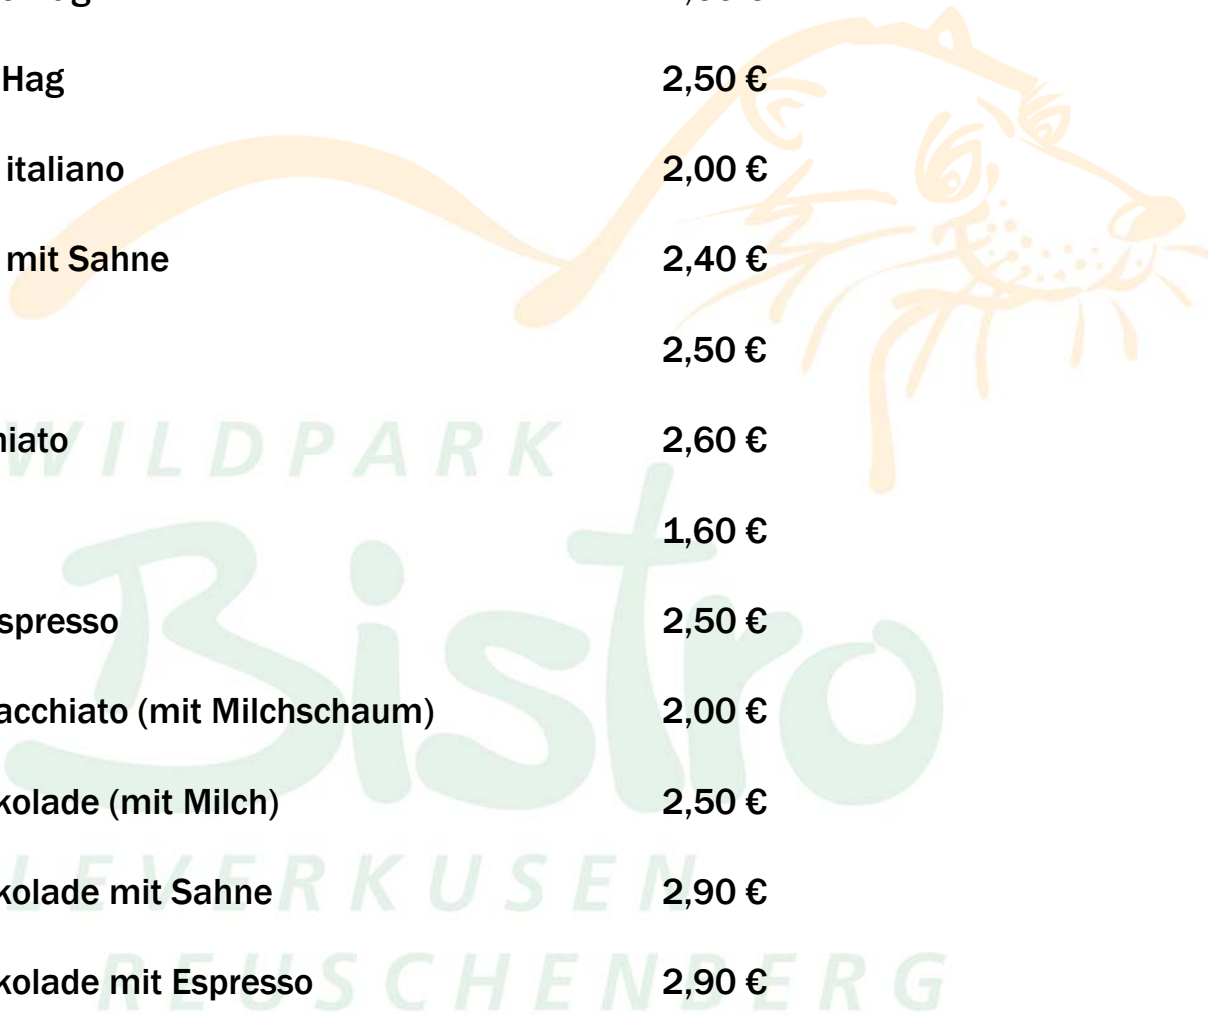 Hag 2,50 €
italiano 2,00 €
mit Sahne 2,40 €
2,50 €
WILDPARK
hiato 2,60 €
Bistro
1,60 €
spresso 2,50 €
acchiato (mit Milchschaum) 2,00 €
kolade (mit Milch) 2,50 €
LEVERKUSEN
kolade mit Sahne 2,90 €
REUSCHENBERG
kolade mit Espresso 2,90 €